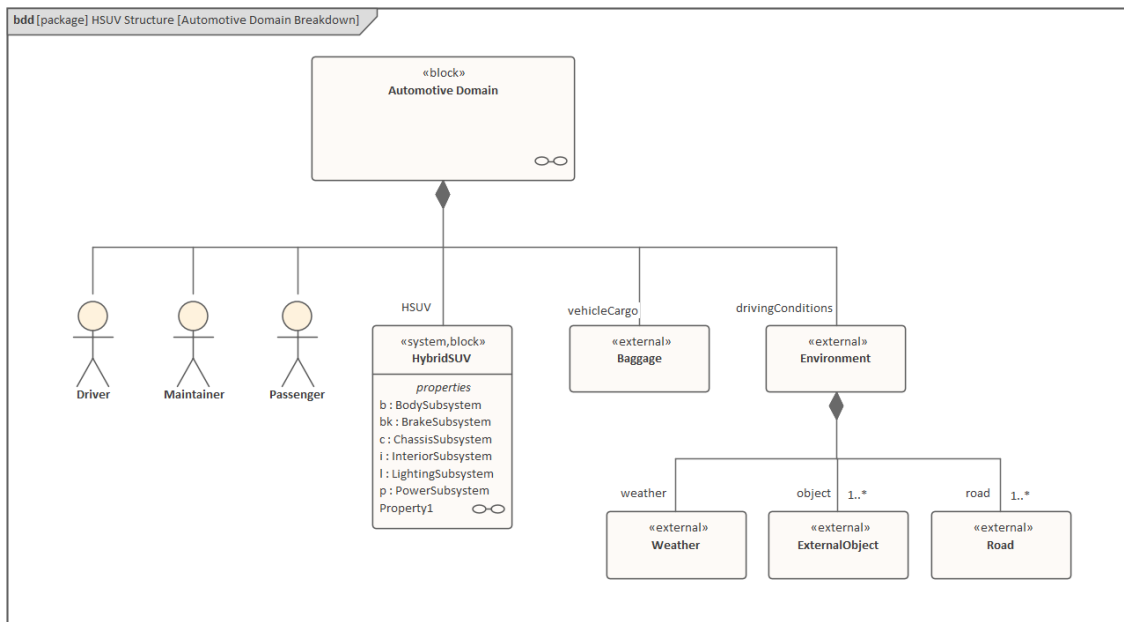 bdd [package] HSUV Structure [Automotive Domain Breakdown]
«block»
Automotive Domain
HSUV
vehicleCargo
drivingConditions
Driver
Maintainer
Passenger
«system,block»
HybridSUV
properties
b : BodySubsystem
bk : BrakeSubsystem
c : ChassisSubsystem
i : InteriorSubsystem
l : LightingSubsystem
p : PowerSubsystem
Property1
«external»
Baggage
«external»
Environment
weather
object
1..*
road
1..*
«external»
Weather
«external»
ExternalObject
«external»
Road